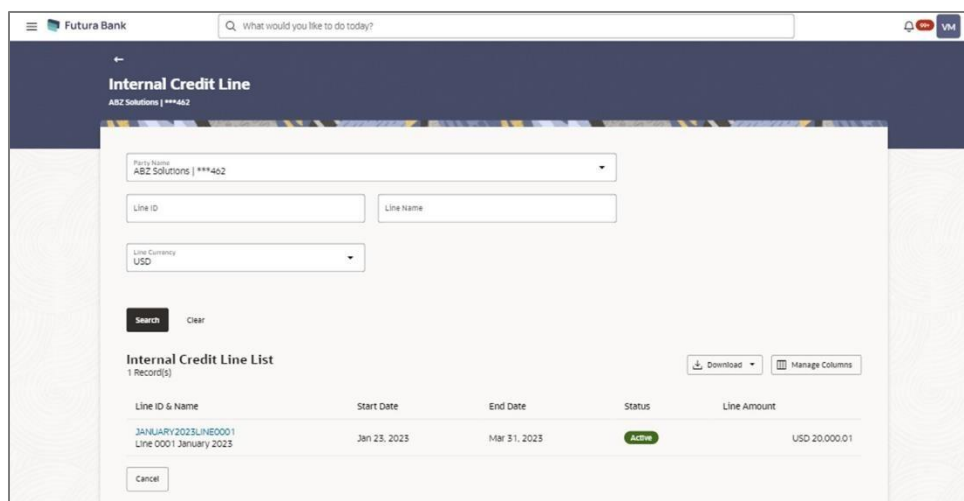 Futura Bank
What would you like to do today?
99+
VM
Internal Credit Line
ABZ Solutions | ***462
Party Name
ABZ Solutions | ***462
Line ID
Line Name
Line Currency
USD
Search
Clear
Internal Credit Line List
1 Record(s)
Download
Manage Columns
Line ID & Name
Start Date
End Date
Status
Line Amount
JANUARY2023LINE0001
Line 0001 January 2023
Jan 23, 2023
Mar 31, 2023
Active
USD 20,000.01
Cancel